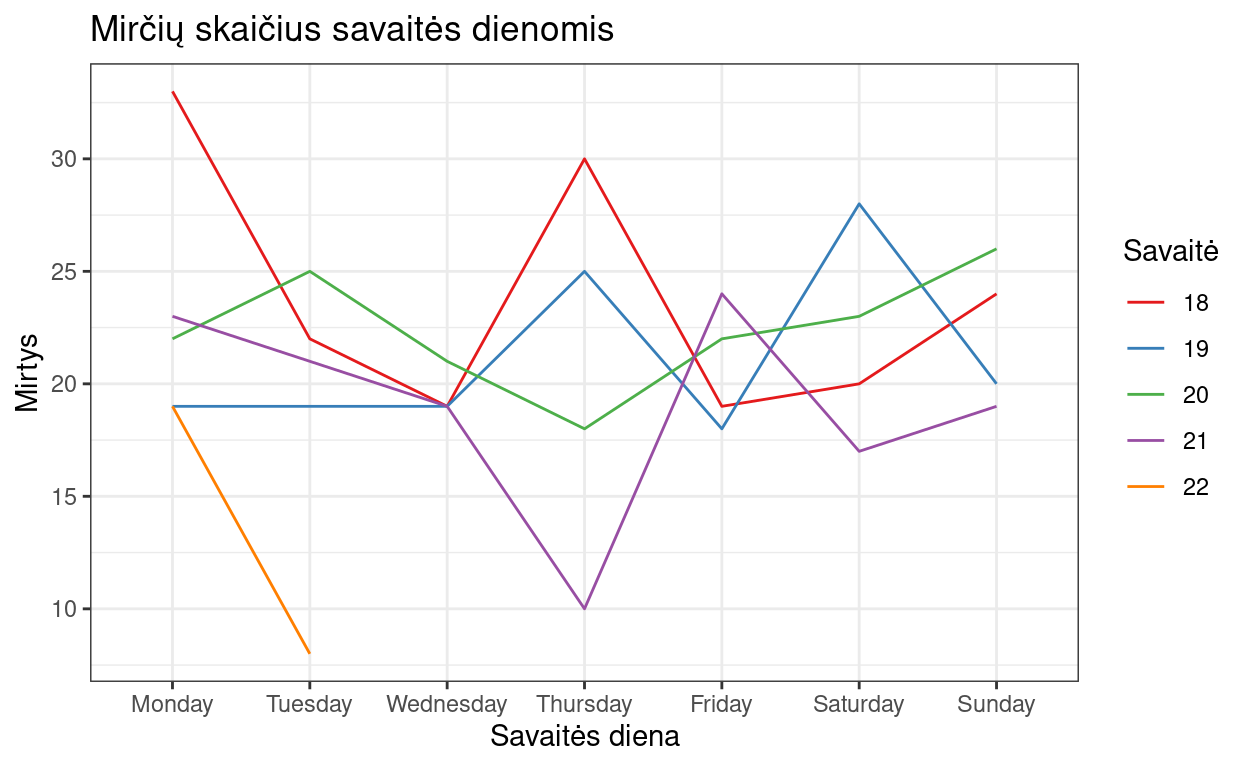 Mirčių skaičius savaitės dienomis
Mirtys
30
25
20
15
10
Monday Tuesday Wednesday Thursday Friday Saturday Sunday
Savaitės diena
Savaitė
18
19
20
21
22